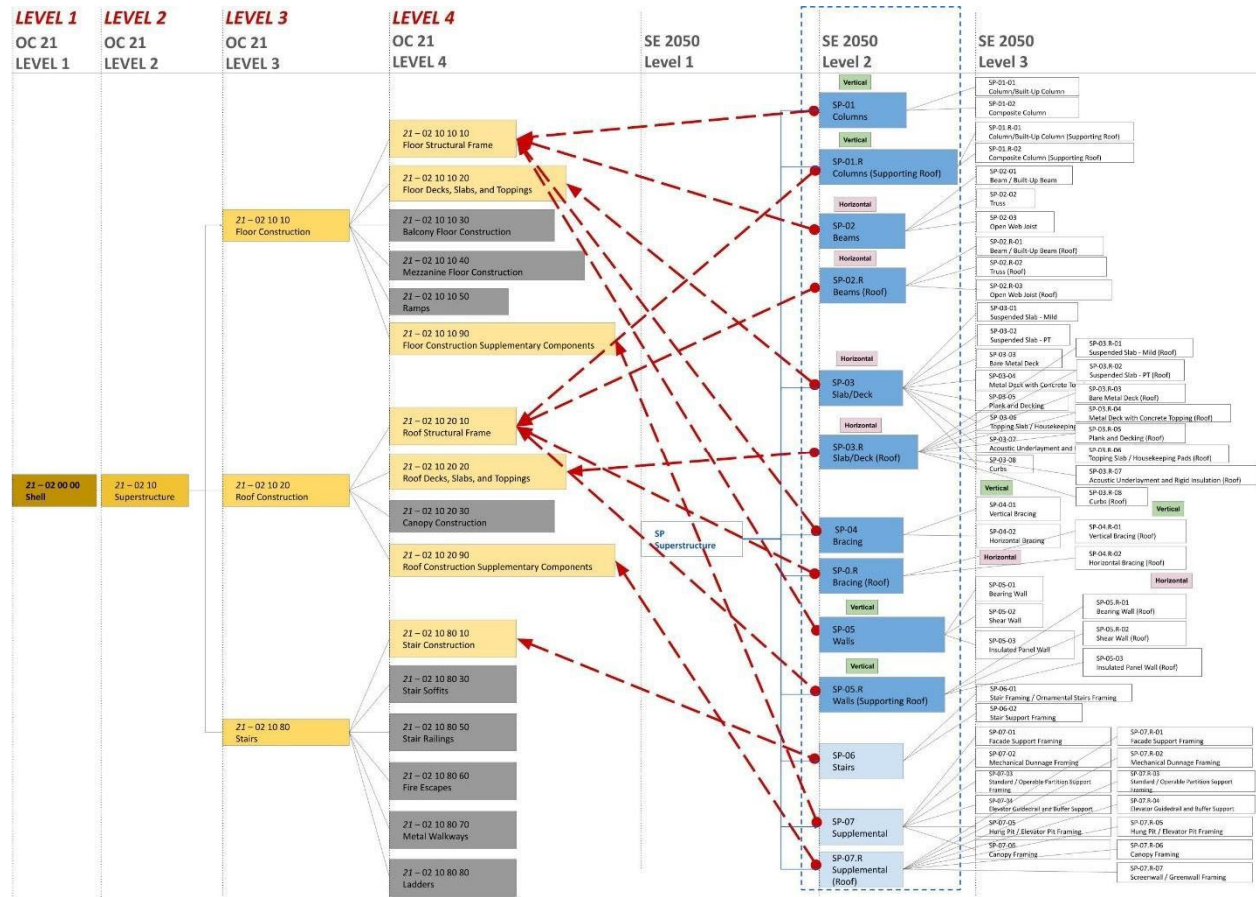 LEVEL 1
OC 21
LEVEL 1
LEVEL 2
OC 21
LEVEL 2
LEVEL 3
OC 21
LEVEL 3
LEVEL 4
OC 21
LEVEL 4
SE 2050
Level 1
SE 2050
Level 2
SE 2050
Level 3
21 – 02 00 00
Shell
21 – 02 10
Superstructure
21 – 02 10 10
Floor Construction
21 – 02 10 20
Roof Construction
21 – 02 10 80
Stairs
21 – 02 10 10 10
Floor Structural Frame
21 – 02 10 10 20
Floor Decks, Slabs, and Toppings
21 – 02 10 10 30
Balcony Floor Construction
21 – 02 10 10 40
Mezzanine Floor Construction
21 – 02 10 10 50
Ramps
21 – 02 10 10 90
Floor Construction Supplementary Components
21 – 02 10 20 10
Roof Structural Frame
21 – 02 10 20 20
Roof Decks, Slabs, and Toppings
21 – 02 10 20 30
Canopy Construction
21 – 02 10 20 90
Roof Construction Supplementary Components
21 – 02 10 80 10
Stair Construction
21 – 02 10 80 30
Stair Soffits
21 – 02 10 80 50
Stair Railings
21 – 02 10 80 60
Fire Escapes
21 – 02 10 80 70
Metal Walkways
21 – 02 10 80 80
Ladders
SP
Superstructure
Vertical
SP-01
Columns
Vertical
SP-01.R
Columns (Supporting Roof)
Horizontal
SP-02
Beams
Horizontal
SP-02.R
Beams (Roof)
Horizontal
SP-03
Slab/Deck
Horizontal
SP-03.R
Slab/Deck (Roof)
SP-04
Bracing
SP-0.R
Bracing (Roof)
Vertical
SP-05
Walls
Vertical
SP-05.R
Walls (Supporting Roof)
SP-06
Stairs
SP-07
Supplemental
SP-07.R
Supplemental
(Roof)
SP-01-01
Column/Built-Up Column
SP-01-02
Composite Column
SP-01.R-01
Column/Built-Up Column (Supporting Roof)
SP-01.R-02
Composite Column (Supporting Roof)
SP-02-01
Beam / Built-Up Beam
SP-02-02
Truss
SP-02-03
Open Web Joist
SP-02.R-01
Beam / Built-Up Beam (Roof)
SP-02.R-02
Truss (Roof)
SP-02.R-03
Open Web Joist (Roof)
SP-03-01
Suspended Slab - Mild
SP-03-02
Suspended Slab - PT
SP-03-03
Bare Metal Deck
SP-03-04
Metal Deck with Concrete To
SP-03-05
Plank and Decking
SP-03-06
Topping Slab / Housekeeping
SP-03-07
Acoustic Underlayment and
SP-03-08
Curbs
SP-03.R-01
Suspended Slab - Mild (Roof)
SP-03.R-02
Suspended Slab - PT (Roof)
SP-03.R-03
Bare Metal Deck (Roof)
SP-03.R-04
Metal Deck with Concrete Topping (Roof)
SP-03.R-05
Plank and Decking (Roof)
SP-03.R-06
Topping Slab / Housekeeping Pads (Roof)
SP-03.R-07
Acoustic Underlayment and Rigid Insulation (Roof)
SP-03.R-08
Curbs (Roof)
Vertical
SP-04-01
Vertical Bracing
SP-04-02
Horizontal Bracing
Horizontal
Vertical
SP-04.R-01
Vertical Bracing (Roof)
SP-04.R-02
Horizontal Bracing (Roof)
Horizontal
SP-05-01
Bearing Wall
SP-05-02
Shear Wall
SP-05-03
Insulated Panel Wall
SP-05.R-01
Bearing Wall (Roof)
SP-05.R-02
Shear Wall (Roof)
SP-05-03
Insulated Panel Wall (Roof)
SP-06-01
Stair Framing / Ornamental Stairs Framing
SP-06-02
Stair Support Framing
SP-07-01
Facade Support Framing
SP-07-02
Mechanical Dunnage Framing
SP-07-03
Standard / Operable Partition Support
Framing
SP-07-04
Elevator Guidedrail and Buffer Support
SP-07-05
Hung Pit / Elevator Pit Framing
SP-07-06
Canopy Framing
SP-07.R-01
Facade Support Framing
SP-07.R-02
Mechanical Dunnage Framing
SP-07.R-03
Standard / Operable Partition Support
Framing
SP-07.R-04
Elevator Guidedrail and Buffer Support
SP-07.R-05
Hung Pit / Elevator Pit Framing
SP-07.R-06
Canopy Framing
SP-07.R-07
Screenwall / Greenwall Framing